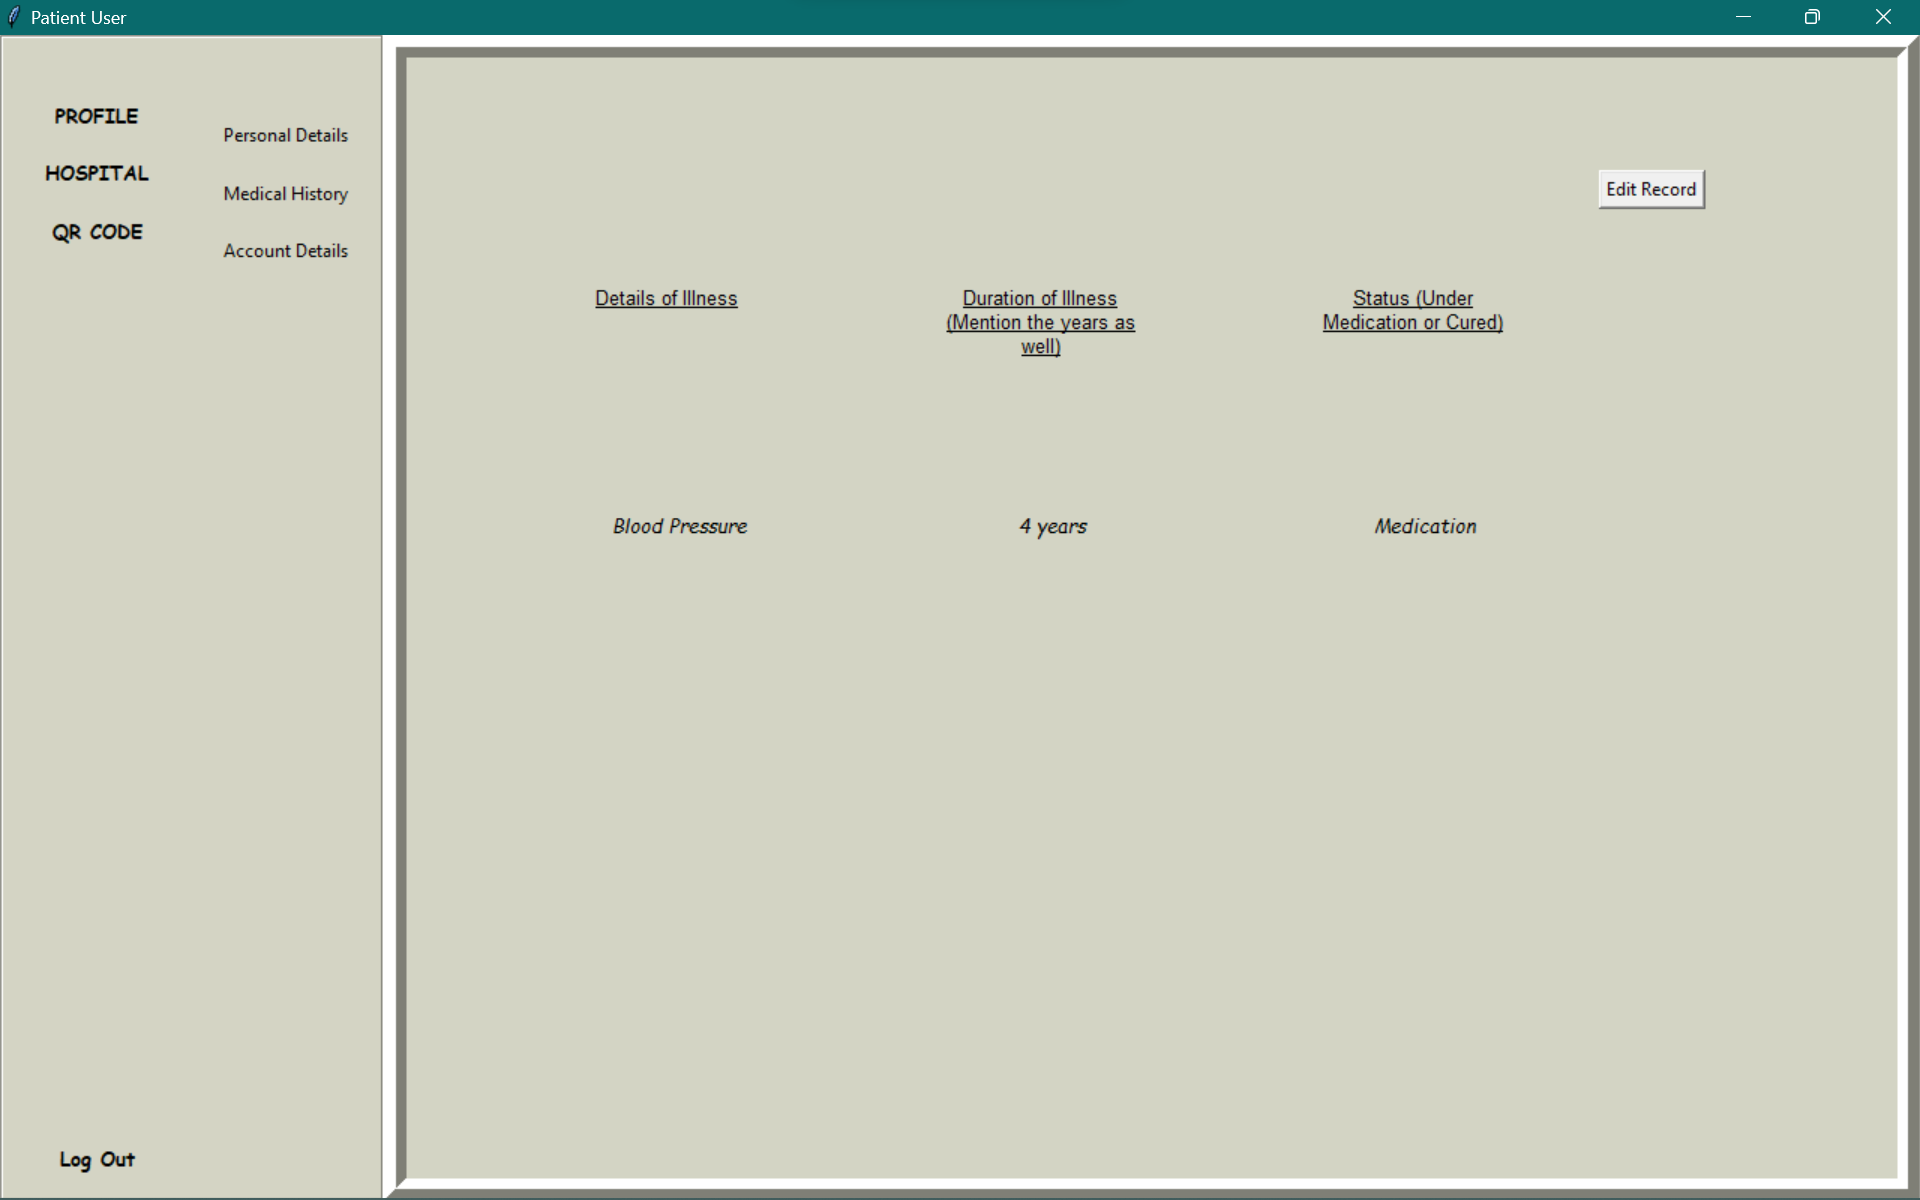 Patient User
PROFILE
HOSPITAL
QR CODE
Personal Details
Medical History
Account Details
Log Out
Edit Record
Details of Illness
Duration of Illness
(Mention the years as
well)
Status (Under
Medication or Cured)
Blood Pressure
4 years
Medication